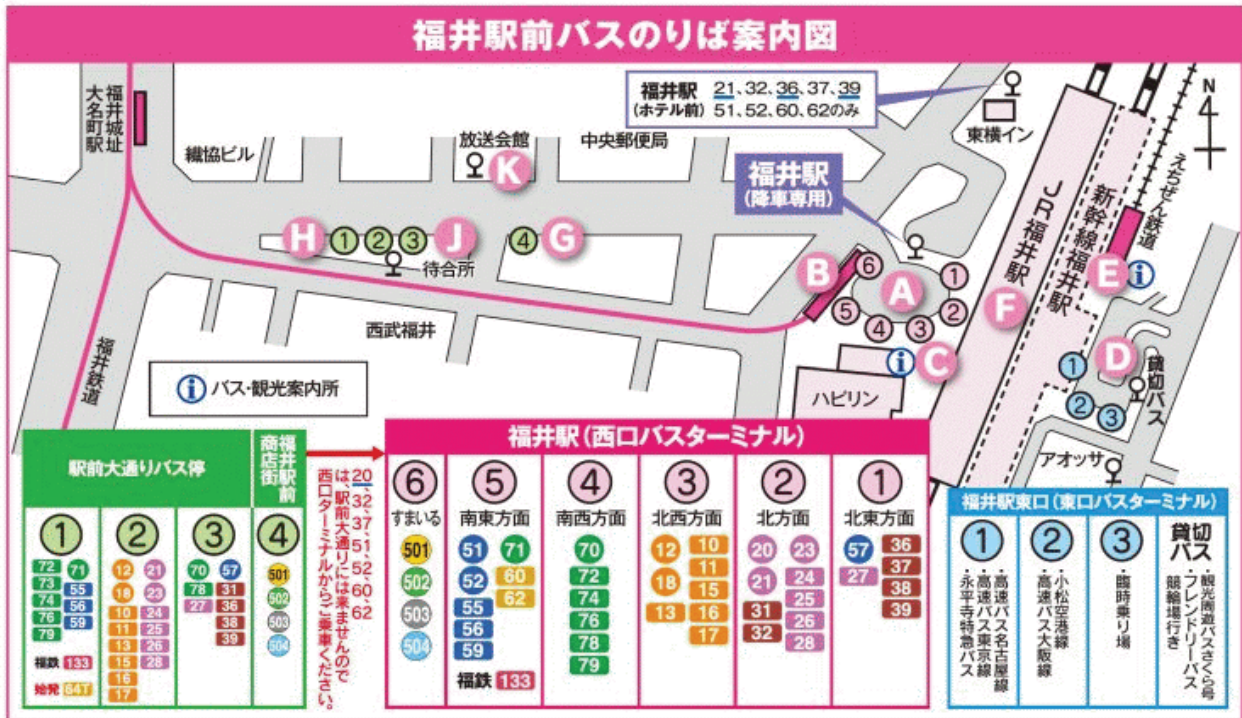 福井駅前バスのりば案内図
福井城址
大名町駅
繊協ビル
放送会館
K
中央郵便局
福井駅 21、32、36、37、39
(ホテル前) 51、52、60、62のみ
東横イン
N
福井駅
(降車専用)
えちぜん鉄道
新幹線福井駅
JR福井駅
H
1
2
3
J
4
G
待合所
B
6
A
1
5
4
3
2
E
F
C
D
1
2
3
貸切バス
西武福井
福井鉄道
バス・観光案内所
ハピリン
アオッサ
駅前大通りバス停
福井駅前
商店街
1
72 71
73
74 55
76 56
79 59
福鉄 133
始発 64T
2
12 21
18 23
10 24
11 25
13 26
15 28
16
17
3
70 57
78 31
27 36
38
39
4
501
502
503
504
20、32、37、51、52、60、62
は、駅前大通りには来ませんので
西口ターミナルからご乗車ください。
福井駅(西口バスターミナル)
6
すまいる
501
502
503
504
5
南東方面
51 71
52 60
55 62
56
59
福鉄 133
4
南西方面
70
72
74
76
78
79
3
北西方面
12 10
18 11
13 15
16
17
2
北方面
20 23
21 24
31 25
32 26
28
1
北東方面
57 36
27 37
38
39
福井駅東口(東口バスターミナル)
1
・高速バス名古屋線
・高速バス東京線
・永平寺特急バス
2
・小松空港線
・高速バス大阪線
3
・臨時乗り場
貸切
バス
・観光周遊バスさくら号
・フレンドリーバス
競輪場行き